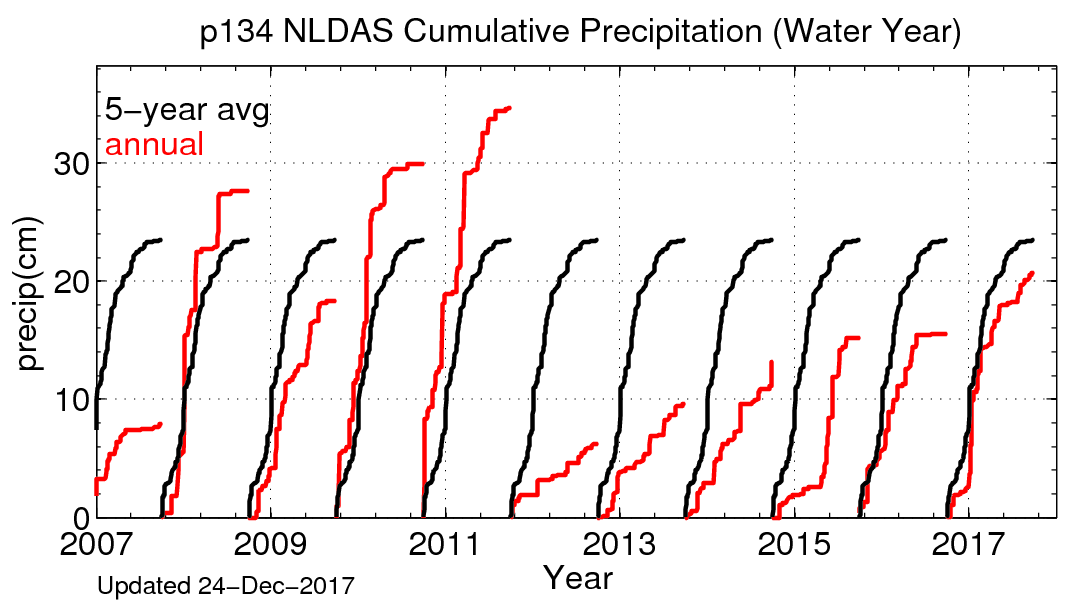 p134 NLDAS Cumulative Precipitation (Water Year)
5−year avg
annual
precip(cm)
30
20
10
0
2007 2009 2011 2013 2015 2017
Year
Updated 24−Dec−2017